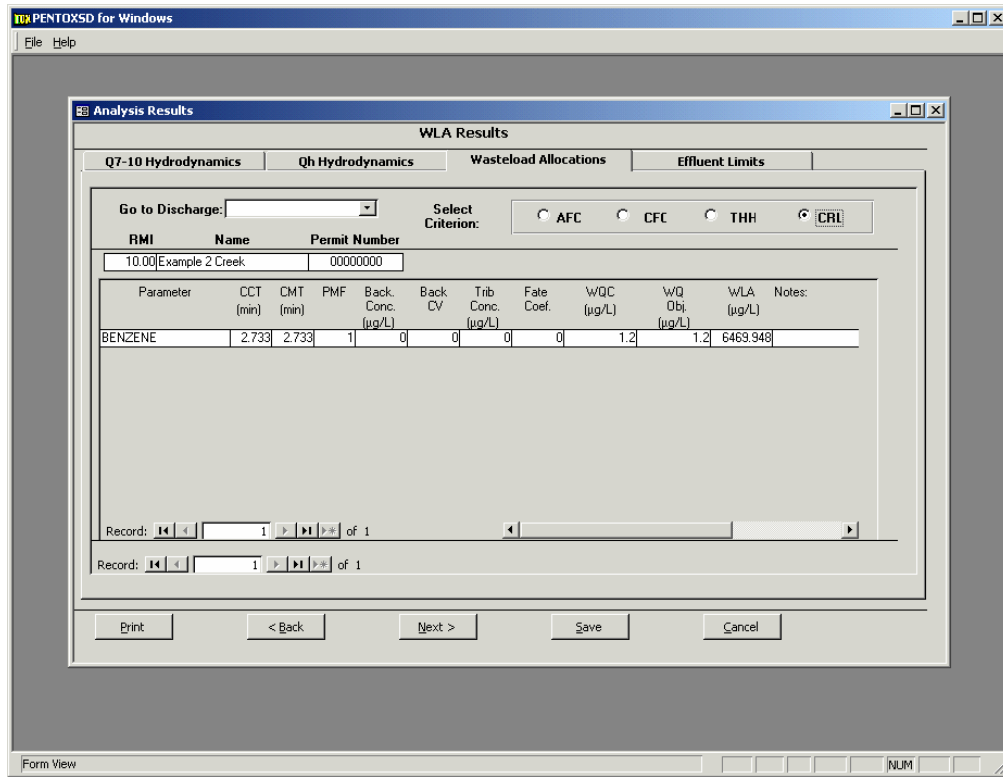 TOX PENTOXSD for Windows
File Help
Analysis Results
WLA Results
Q7-10 Hydrodynamics Qh Hydrodynamics Wasteload Allocations Effluent Limits
Go to Discharge: Select Criterion: AFC CFC THH CRL
RMI Name Permit Number
10.00 Example 2 Creek 00000000
Parameter CCT (min) CMT (min) PMF Back. Conc. (µg/L) Back CV Trib Conc. (µg/L) Fate Coef. WQC (µg/L) WQ Obj. (µg/L) WLA (µg/L) Notes:
BENZENE 2.733 2.733 1 0 0 0 0 1.2 1.2 6469.948
Record: 1 of 1
Record: 1 of 1
Print < Back Next > Save Cancel
Form View NUM